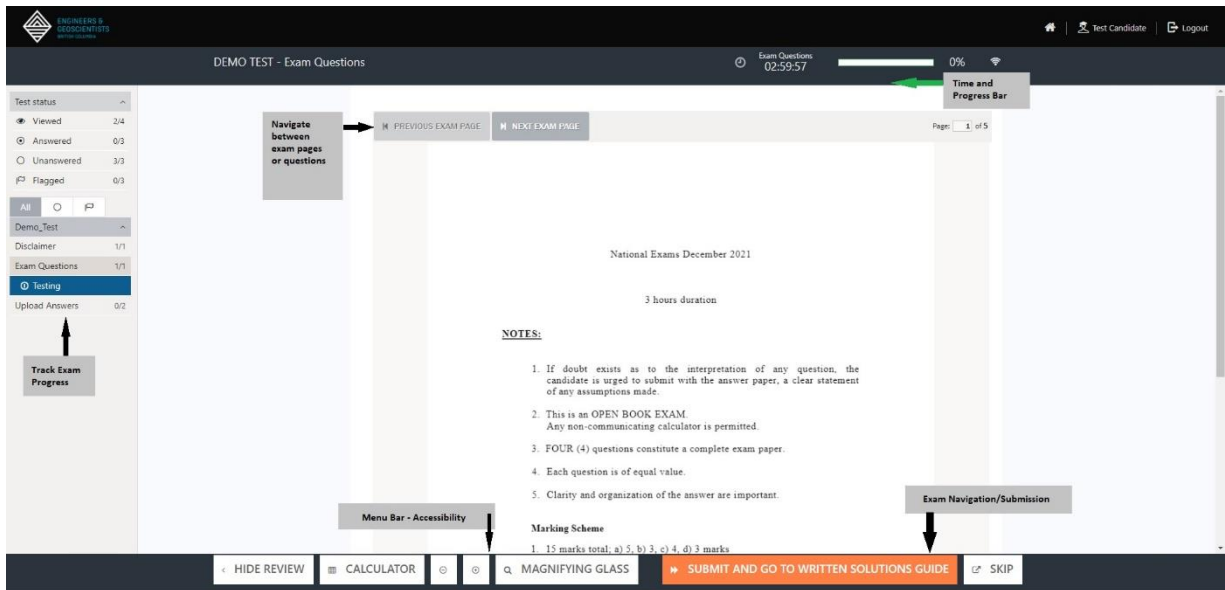 ENGINEERS &
GEOSCIENTISTS
BRITISH COLUMBIA
Test Candidate
Logout
DEMO TEST - Exam Questions
Exam Questions
02:59:57
0%
Time and
Progress Bar
Test status
Viewed 2/4
Answered 0/3
Unanswered 3/3
Flagged 0/3
All
Demo_Test
Disclaimer 1/1
Exam Questions 1/1
Testing
Upload Answers 0/2
Track Exam
Progress
Navigate
between
exam pages
or questions
PREVIOUS EXAM PAGE
NEXT EXAM PAGE
Page: 1 of 5
National Exams December 2021
3 hours duration
NOTES:
1. If doubt exists as to the interpretation of any question, the
candidate is urged to submit with the answer paper, a clear statement
of any assumptions made.
2. This is an OPEN BOOK EXAM.
Any non-communicating calculator is permitted.
3. FOUR (4) questions constitute a complete exam paper.
4. Each question is of equal value.
5. Clarity and organization of the answer are important.
Marking Scheme
1. 15 marks total; a) 5, b) 3, c) 4, d) 3 marks
Menu Bar - Accessibility
Exam Navigation/Submission
HIDE REVIEW
CALCULATOR
MAGNIFYING GLASS
SUBMIT AND GO TO WRITTEN SOLUTIONS GUIDE
SKIP